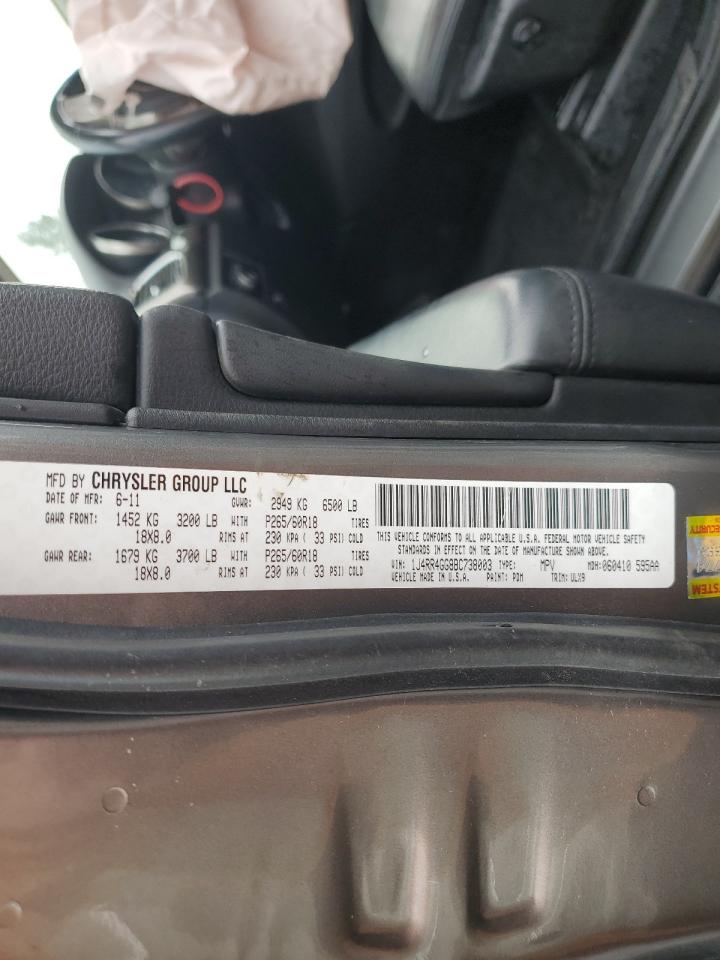 MFD BY CHRYSLER GROUP LLC
DATE OF MFR: 6-11 GVWR: 2949 KG 6500 LB
GAWR FRONT: 1452 KG 3200 LB WITH P265/60R18 TIRES
18X8.0 RIMS AT 230 KPA ( 33 PSI) COLD
GAWR REAR: 1679 KG 3700 LB WITH P265/60R18 TIRES
18X8.0 RIMS AT 230 KPA ( 33 PSI) COLD
THIS VEHICLE CONFORMS TO ALL APPLICABLE U.S.A. FEDERAL MOTOR VEHICLE SAFETY
STANDARDS IN EFFECT ON THE DATE OF MANUFACTURE SHOWN ABOVE.
VIN: 1J4RR4GG8BC738003 TYPE: MPV MDH: 060410 595AA
VEHICLE MADE IN U.S.A. PAINT: PDM TRIM: ULX9
SECURITY
SYSTEM